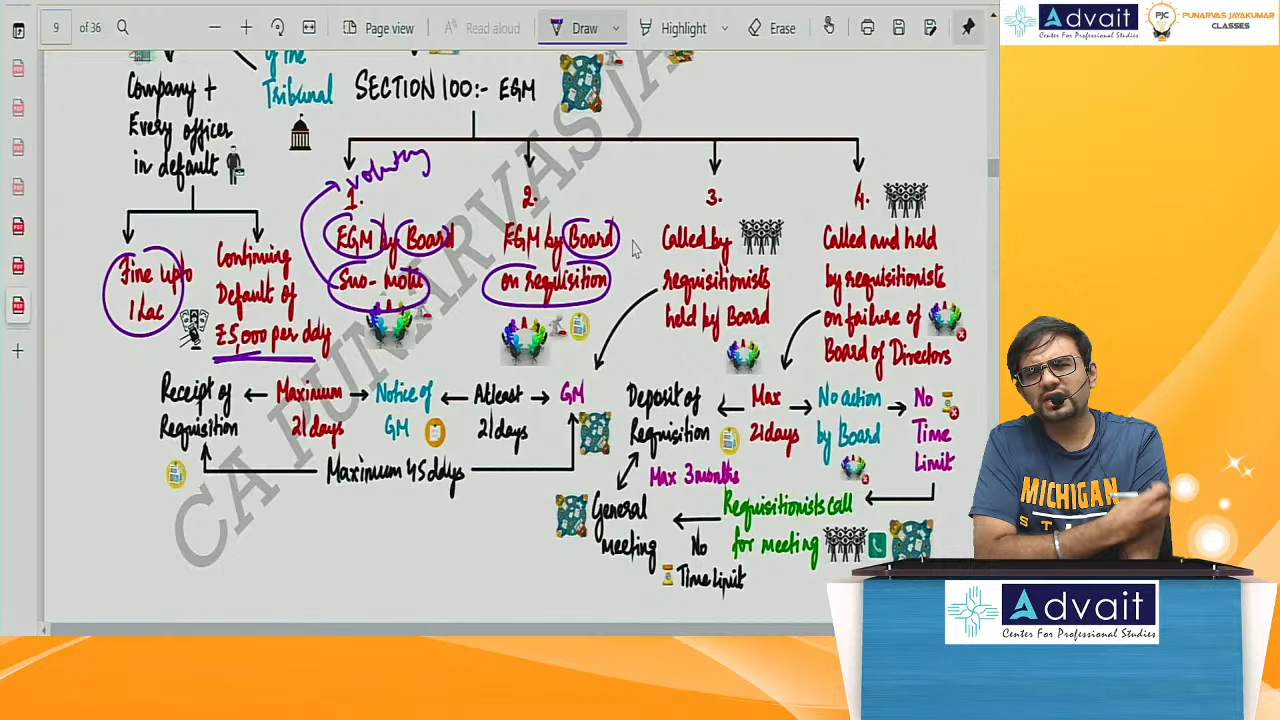 9 of 36
Page view
Read aloud
Draw
Highlight
Erase
Advait
Center For Professional Studies
PJC
PUNARVAS JAYAKUMAR
CLASSES
of the
Tribunal
Company +
Every officer
in default
SECTION 100:- EGM
voluntary
1.
EGM by Board
Suo-motu
2.
EGM by Board
on requisition
3.
Called by
requisitionists
held by Board
4.
Called and held
by requisitionists
on failure of
Board of Directors
Fine upto
1 Lac
Continuing
Default of
₹5,000 per day
Receipt of
Requisition
Maximum
21 days
Notice of
GM
Atleast
21 days
GM
Maximum 45 days
Deposit of
Requisition
Max
21 days
No action
by Board
No
Time
Limit
Max 3 months
Requisitionists call
for meeting
General
meeting
No
Time Limit
CA PUNARVAS JA
MICHIGAN
Advait
Center For Professional Studies